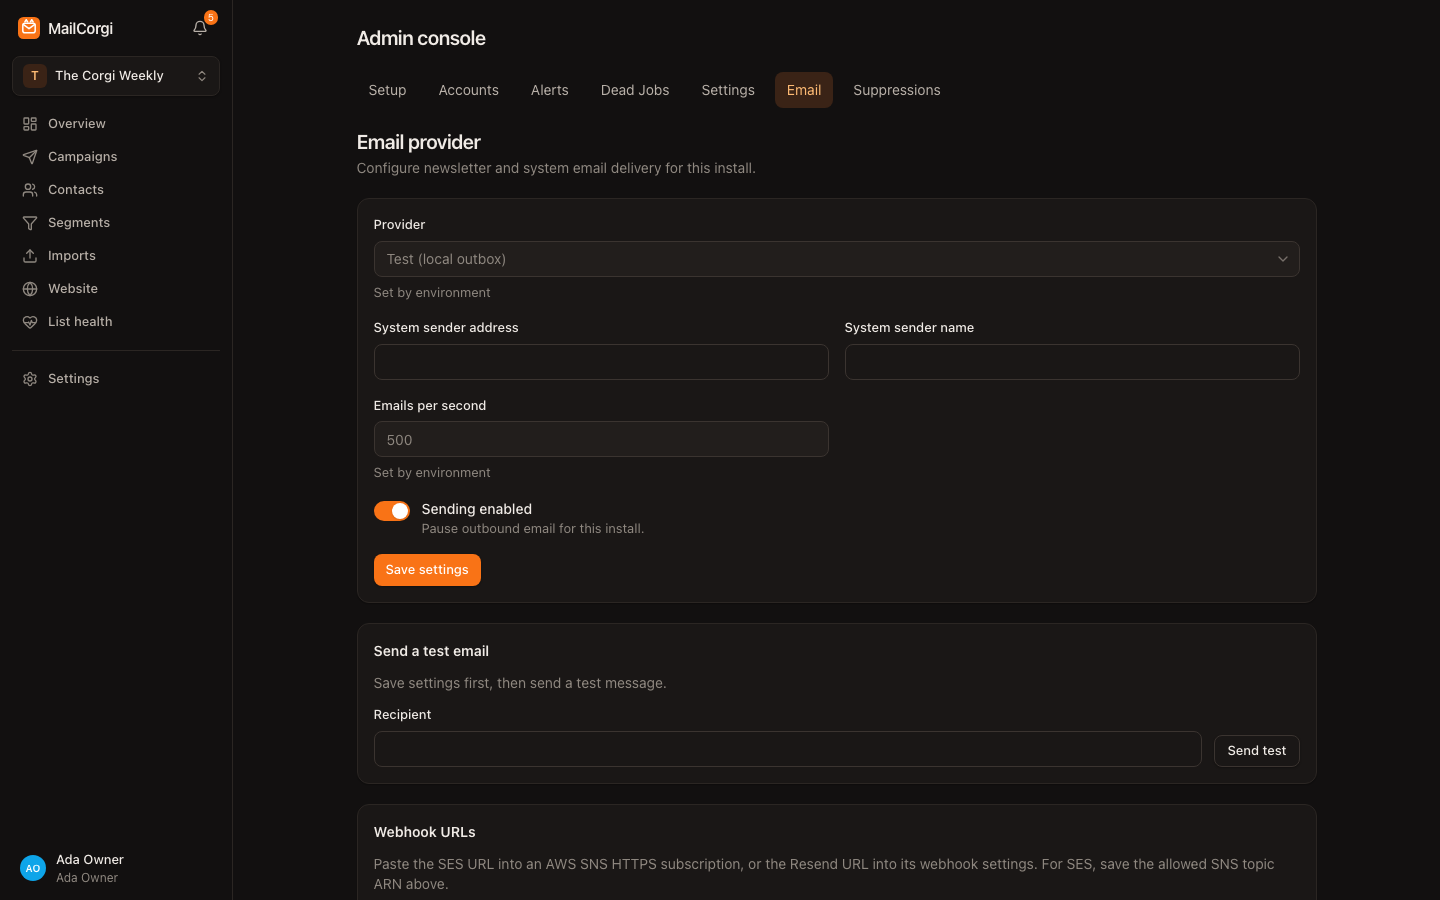 MailCorgi
5
T
The Corgi Weekly
Overview
Campaigns
Contacts
Segments
Imports
Website
List health
Settings
AO
Ada Owner
Ada Owner
Admin console
Setup
Accounts
Alerts
Dead Jobs
Settings
Email
Suppressions
Email provider
Configure newsletter and system email delivery for this install.
Provider
Test (local outbox)
Set by environment
System sender address
System sender name
Emails per second
500
Set by environment
Sending enabled
Pause outbound email for this install.
Save settings
Send a test email
Save settings first, then send a test message.
Recipient
Send test
Webhook URLs
Paste the SES URL into an AWS SNS HTTPS subscription, or the Resend URL into its webhook settings. For SES, save the allowed SNS topic
ARN above.